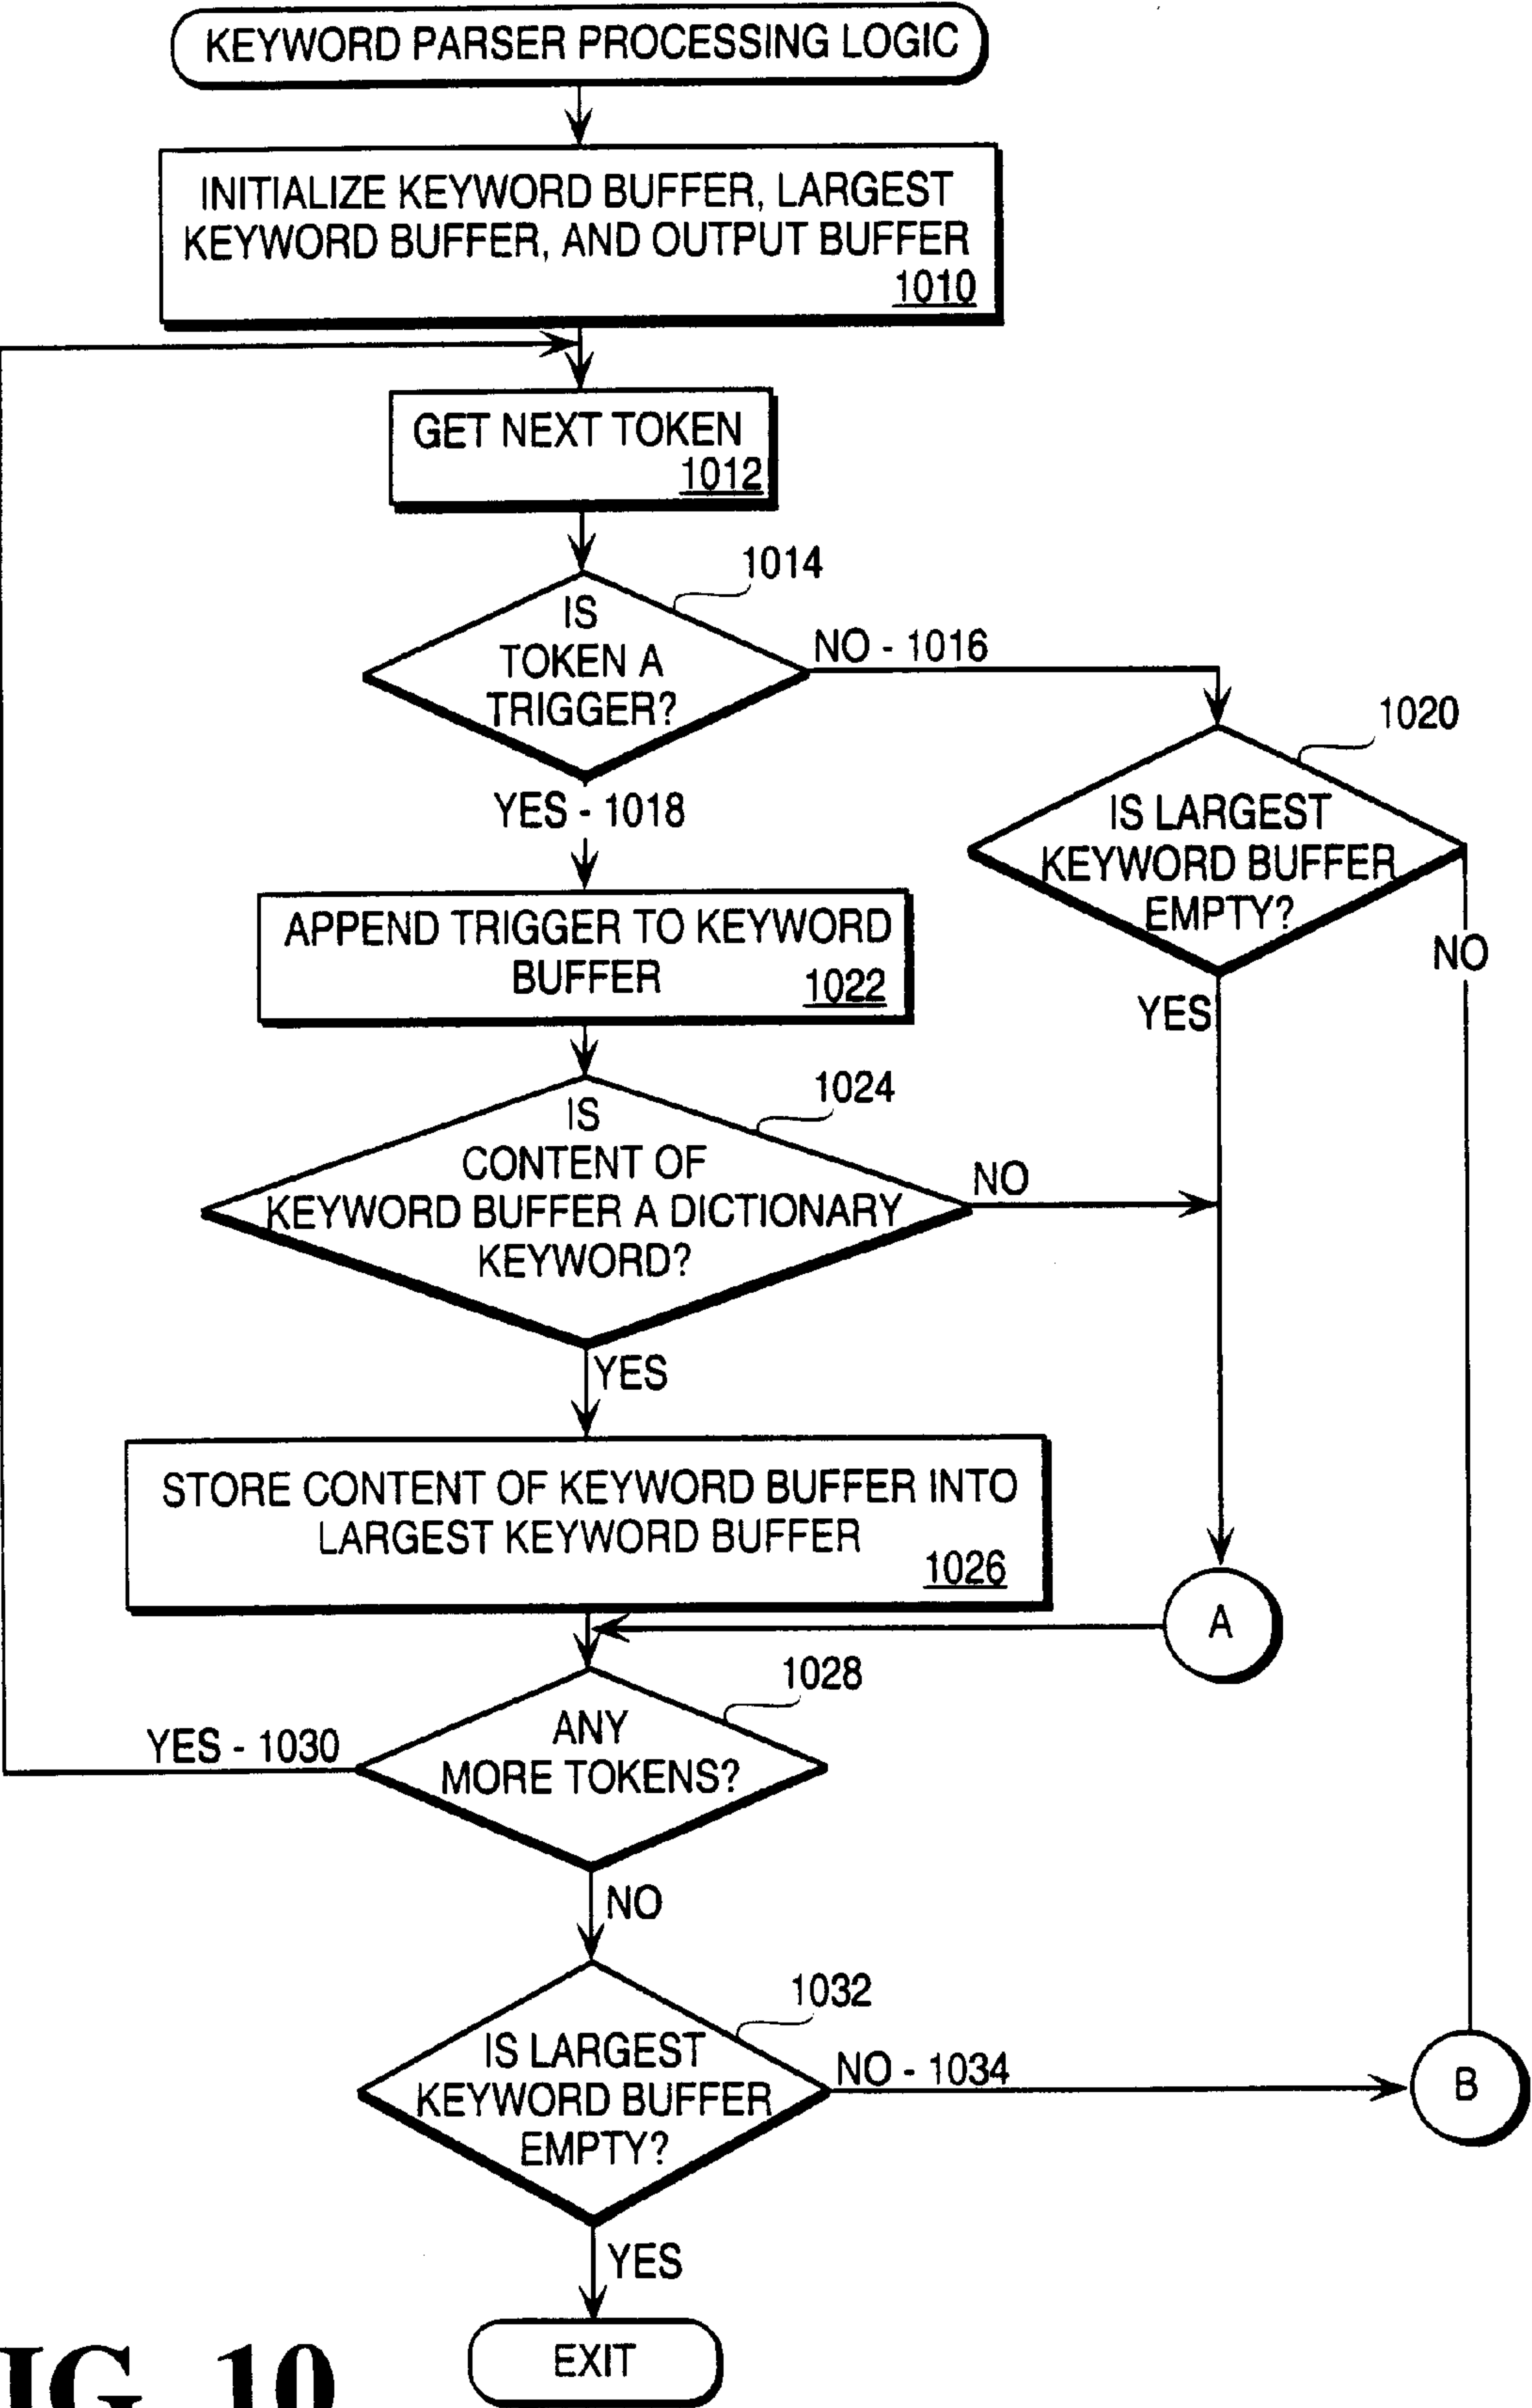 KEYWORD PARSER PROCESSING LOGIC
INITIALIZE KEYWORD BUFFER, LARGEST
KEYWORD BUFFER, AND OUTPUT BUFFER
1010
GET NEXT TOKEN
1012
1014
IS
TOKEN A
TRIGGER?
NO - 1016
YES - 1018
1020
IS LARGEST
KEYWORD BUFFER
EMPTY?
NO
YES
APPEND TRIGGER TO KEYWORD
BUFFER
1022
1024
IS
CONTENT OF
KEYWORD BUFFER A DICTIONARY
KEYWORD?
NO
YES
STORE CONTENT OF KEYWORD BUFFER INTO
LARGEST KEYWORD BUFFER
1026
A
1028
ANY
MORE TOKENS?
YES - 1030
NO
1032
IS LARGEST
KEYWORD BUFFER
EMPTY?
NO - 1034
B
YES
EXIT
IG. 10